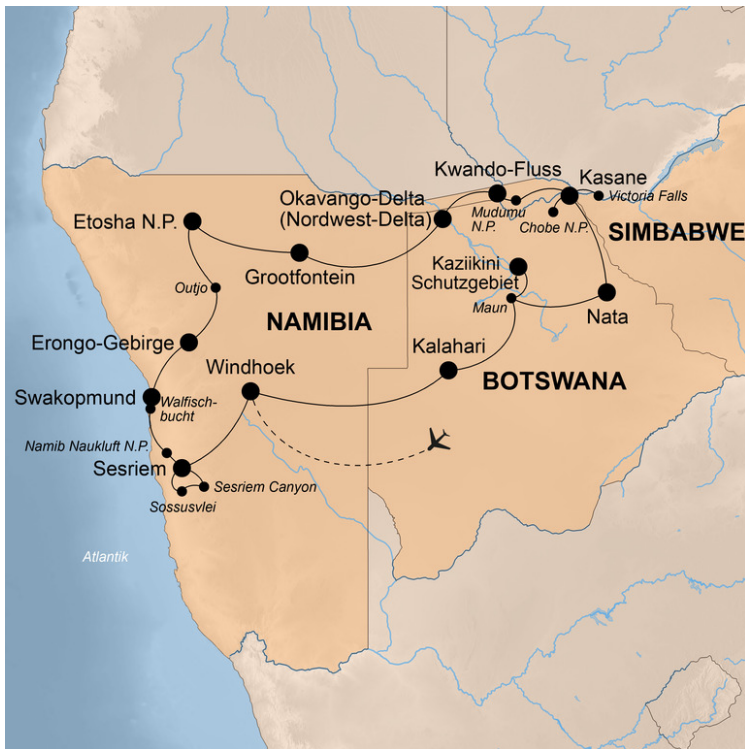 Kwando-Fluss
Kasane
Victoria Falls
Okavango-Delta
(Nordwest-Delta)
Mudumu
N.P.
Chobe N.P.
Etosha N.P.
SIMBABWE
Grootfontein
Kaziikini
Schutzgebiet
Outjo
Maun
Nata
NAMIBIA
Erongo-Gebirge
Kalahari
Windhoek
BOTSWANA
Swakopmund
Walfisch-
bucht
Namib Naukluft N.P.
Sesriem
Sesriem Canyon
Sossusvlei
Atlantik